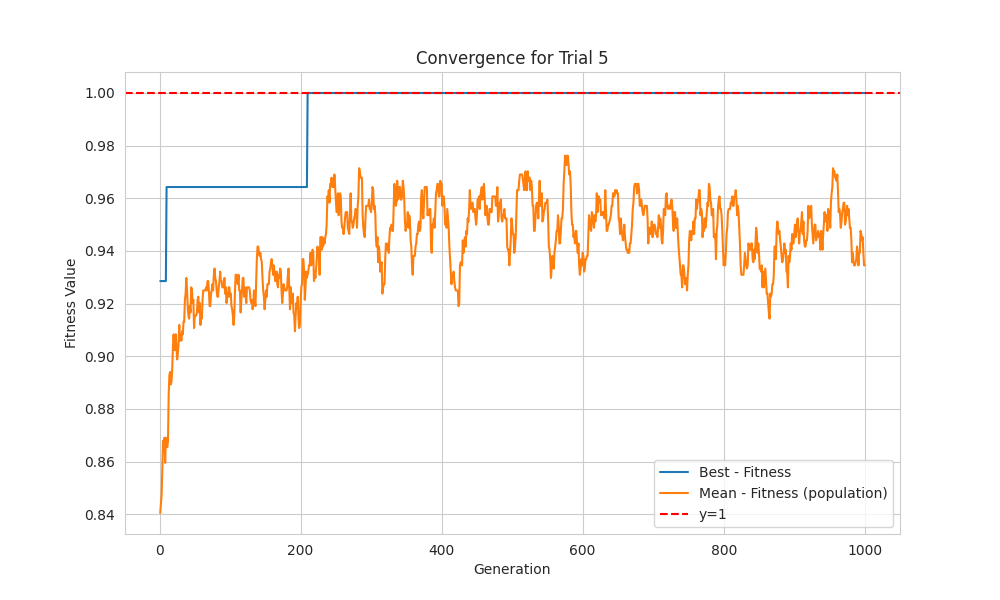 Convergence for Trial 5
Fitness Value
1.00
0.98
0.96
0.94
0.92
0.90
0.88
0.86
0.84
Best - Fitness
Mean - Fitness (population)
y=1
0
200
400
600
800
1000
Generation